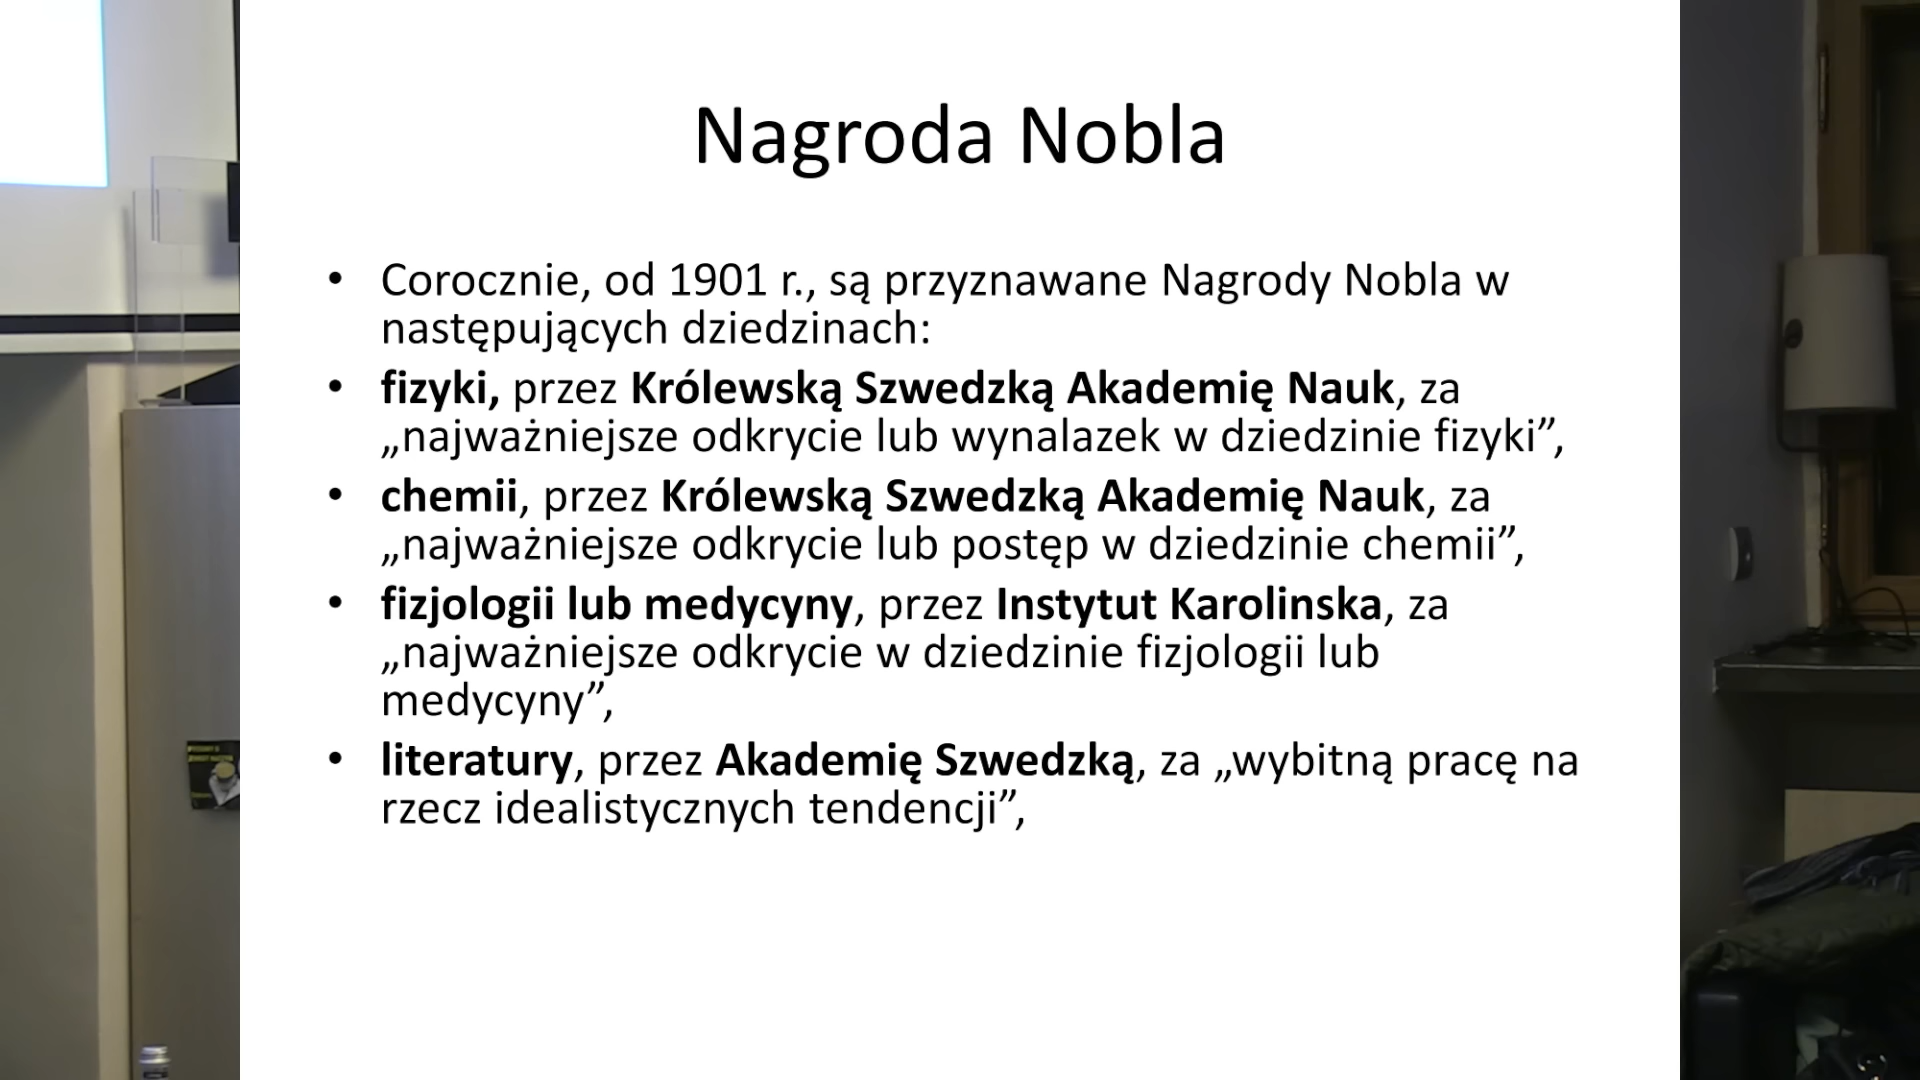 Nagroda Nobla
• Corocznie, od 1901 r., są przyznawane Nagrody Nobla w
następujących dziedzinach:
• fizyki, przez Królewską Szwedzką Akademię Nauk, za
„najważniejsze odkrycie lub wynalazek w dziedzinie fizyki”,
• chemii, przez Królewską Szwedzką Akademię Nauk, za
„najważniejsze odkrycie lub postęp w dziedzinie chemii”,
• fizjologii lub medycyny, przez Instytut Karolinska, za
„najważniejsze odkrycie w dziedzinie fizjologii lub
medycyny”,
• literatury, przez Akademię Szwedzką, za „wybitną pracę na
rzecz idealistycznych tendencji”,